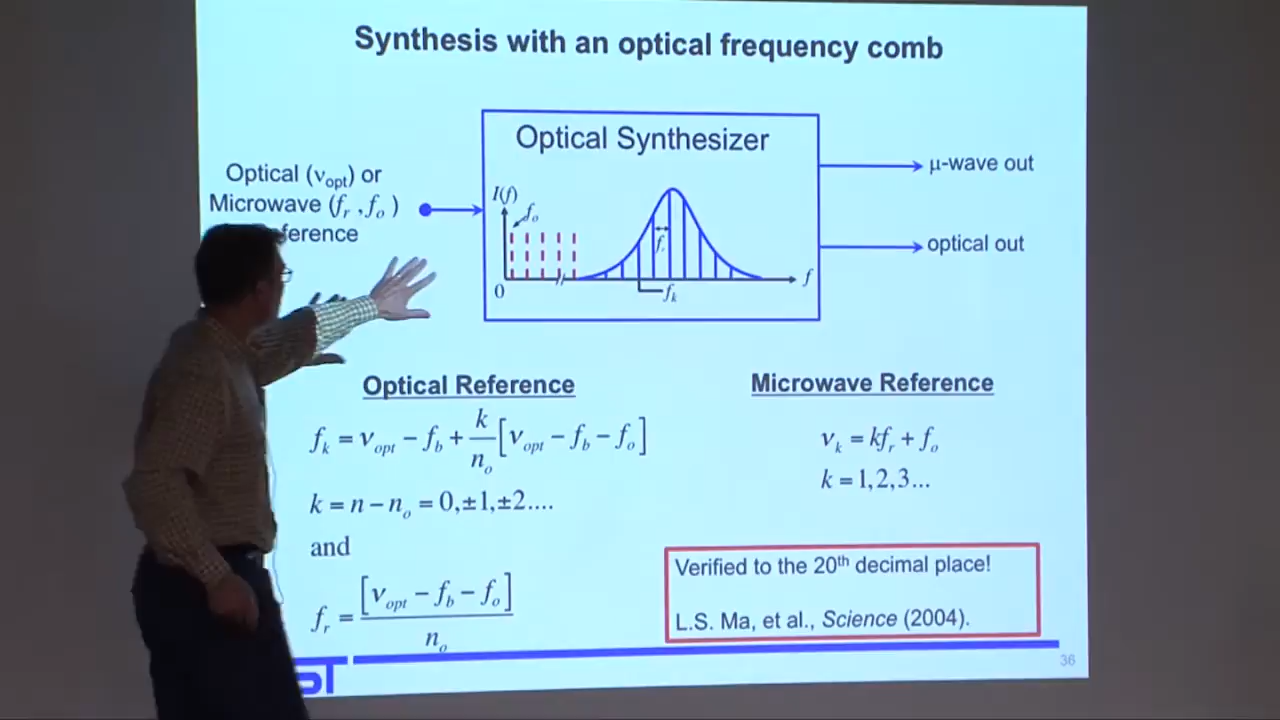 Synthesis with an optical frequency comb
Optical Synthesizer
Optical (ν_opt) or
Microwave (f_r , f_o )
I(f)
f_o
f_r
0
f_k
f
μ-wave out
optical out
Optical Reference
f_k = ν_opt − f_b + k/n_o [ν_opt − f_b − f_o]
k = n − n_o = 0,±1,±2....
and
f_r = [ν_opt − f_b − f_o] / n_o
Microwave Reference
ν_k = kf_r + f_o
k = 1,2,3...
Verified to the 20th decimal place!
L.S. Ma, et al., Science (2004).
36